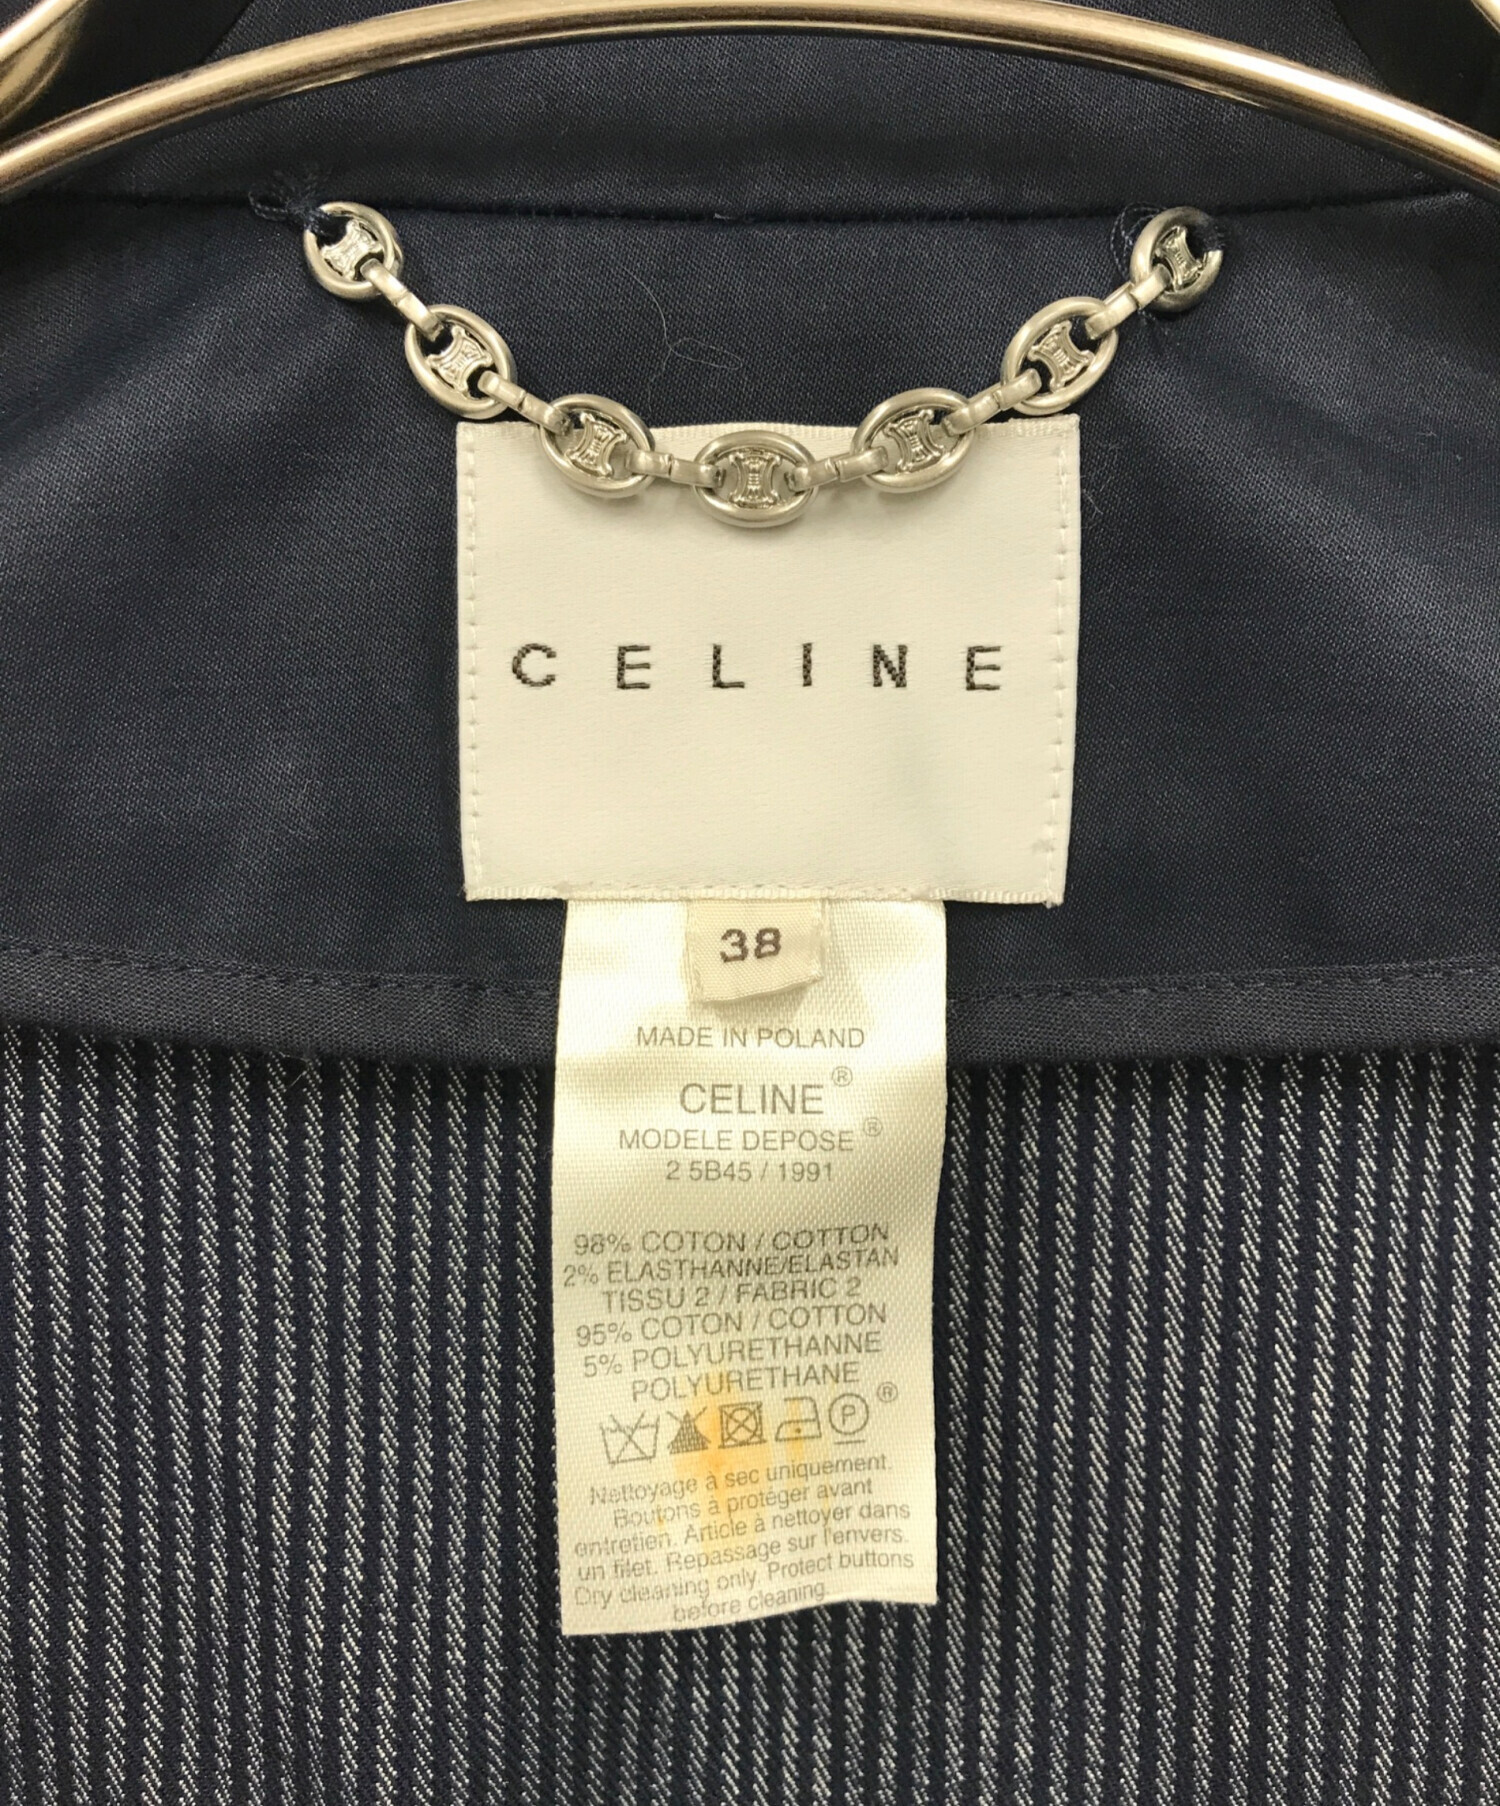 CELINE
38
MADE IN POLAND
CELINE®
MODELE DEPOSE®
2 5B45 / 1991
98% COTON / COTTON
2% ELASTHANNE/ELASTAN
TISSU 2 / FABRIC 2
95% COTON / COTTON
5% POLYURETHANNE
POLYURETHANE
P ®
Nettoyage à sec uniquement.
Boutons à protéger avant
entretien. Article à nettoyer dans
un filet. Repassage sur l'envers.
Dry cleaning only. Protect buttons
before cleaning.